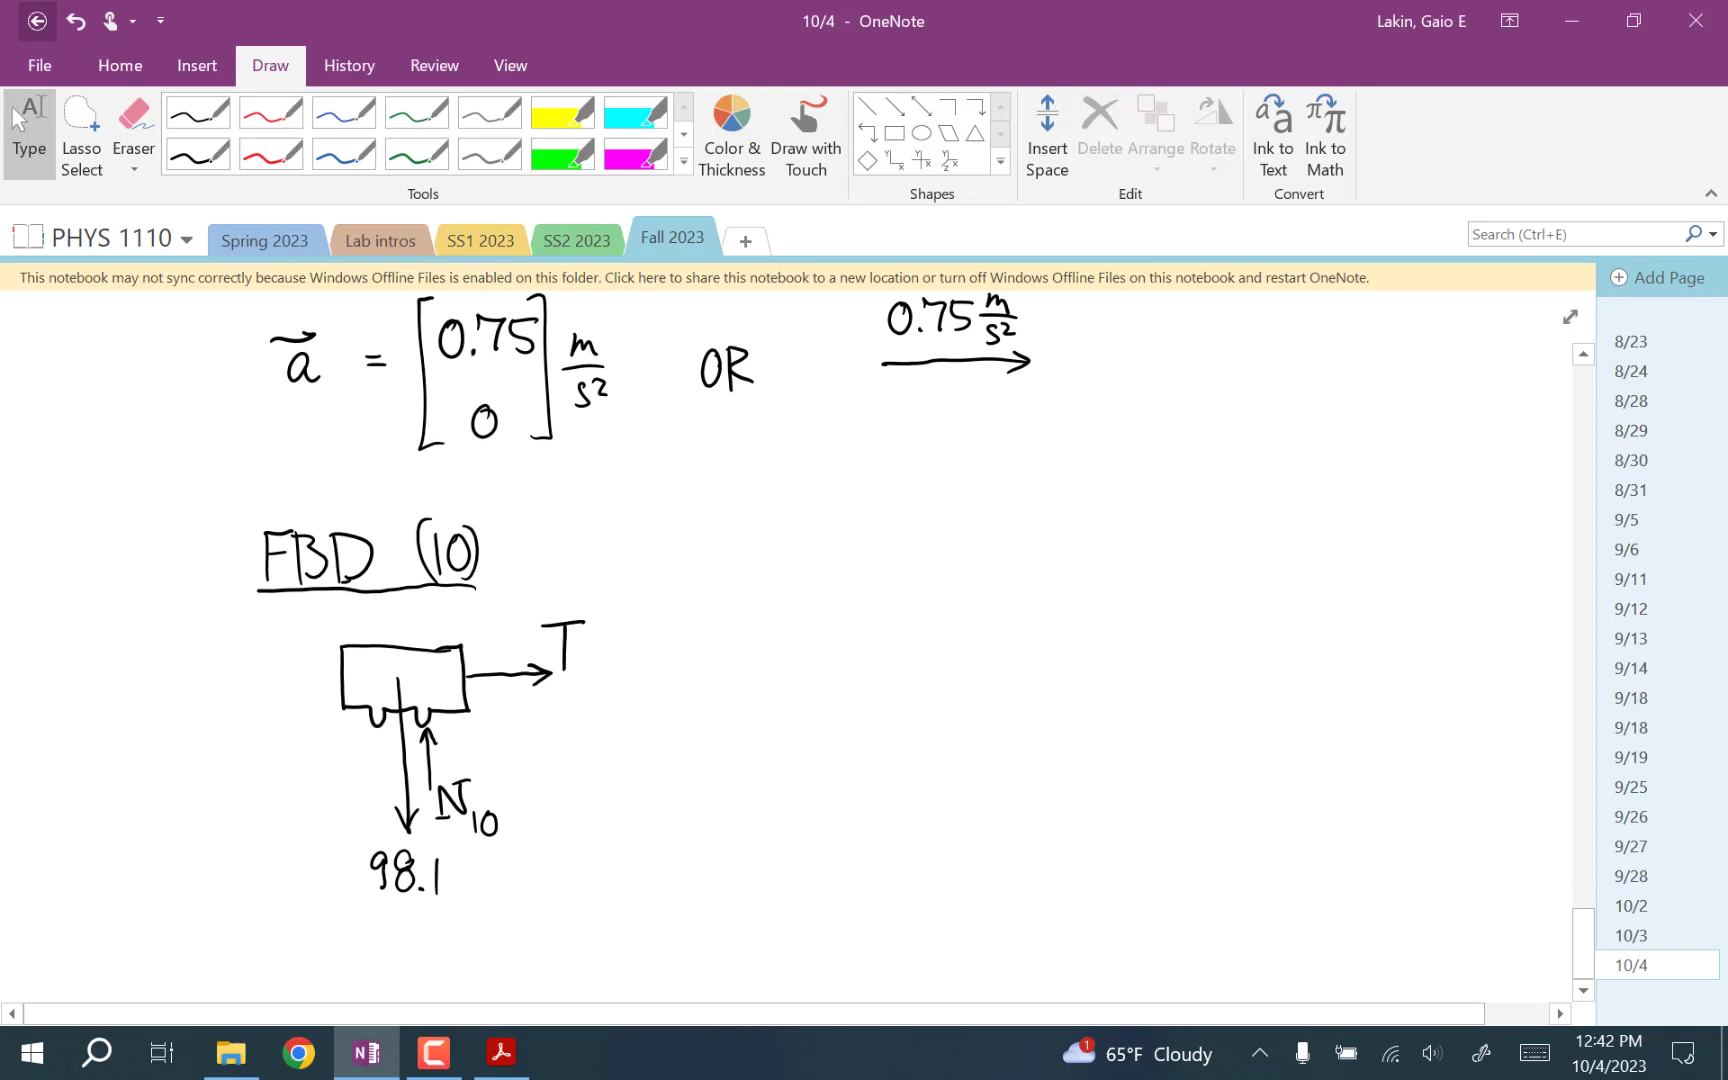 10/4 - OneNote
Lakin, Gaio E
File Home Insert Draw History Review View
Type
Lasso Select
Eraser
Color & Thickness
Draw with Touch
Insert Space
Delete
Arrange
Rotate
Ink to Text
Ink to Math
Tools
Shapes
Edit
Convert
PHYS 1110
Spring 2023
Lab intros
SS1 2023
SS2 2023
Fall 2023
Search (Ctrl+E)
This notebook may not sync correctly because Windows Offline Files is enabled on this folder. Click here to share this notebook to a new location or turn off Windows Offline Files on this notebook and restart OneNote.
Add Page
a = [0.75 0] m/s² OR 0.75 m/s²
FBD (10)
T
N10
98.1
8/23
8/24
8/28
8/29
8/30
8/31
9/5
9/6
9/11
9/12
9/13
9/14
9/18
9/18
9/19
9/25
9/26
9/27
9/28
10/2
10/3
10/4
1
65°F Cloudy
12:42 PM
10/4/2023